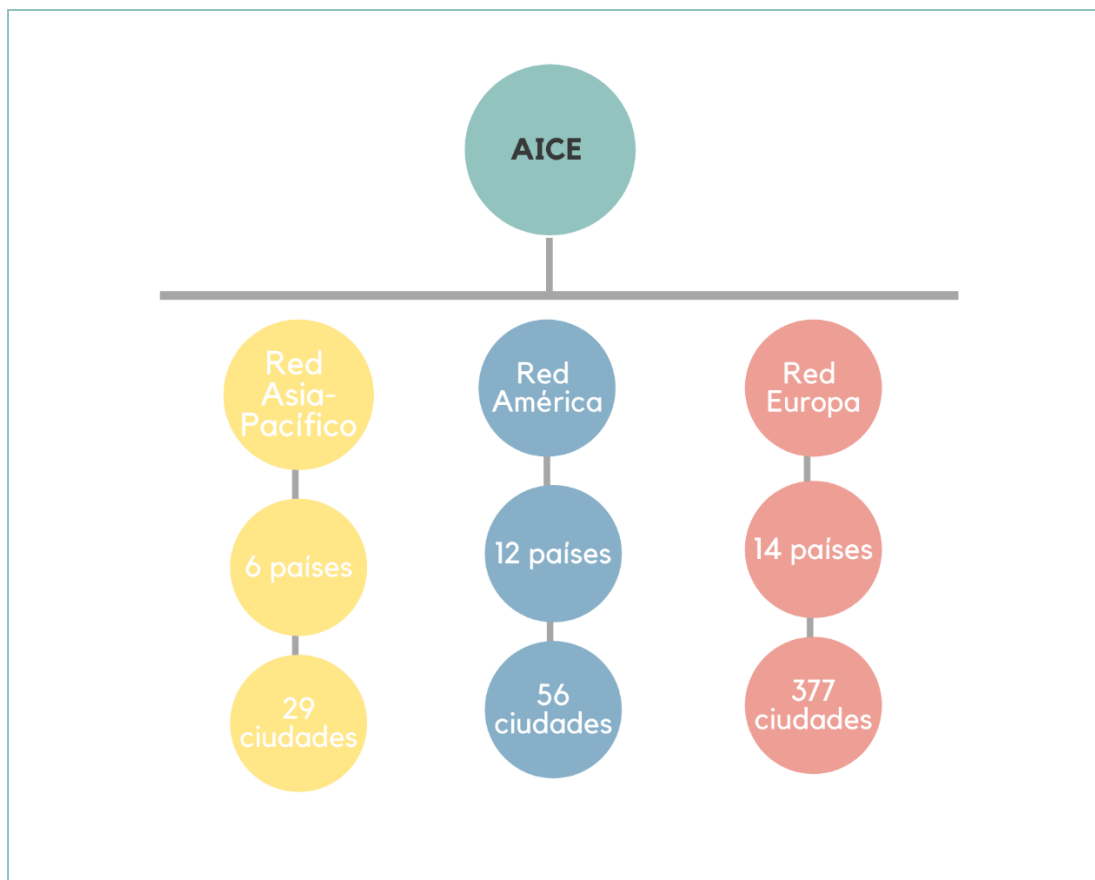 AICE
Red
Asia-
Pacífico
6 países
29
ciudades
Red
América
12 países
56
ciudades
Red
Europa
14 países
377
ciudades